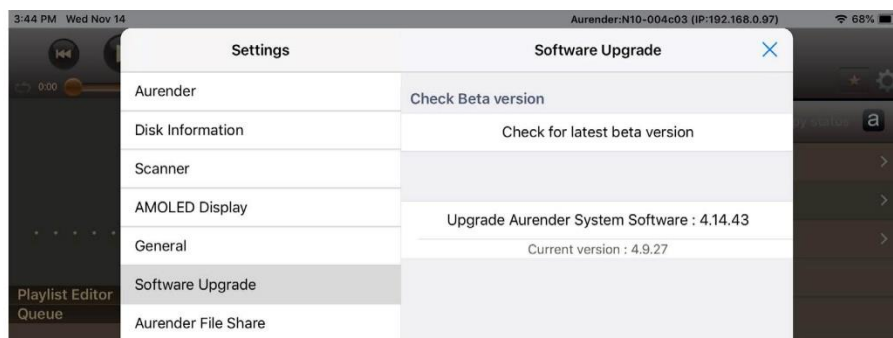 3:44 PM Wed Nov 14
Aurender:N10-004c03 (IP:192.168.0.97)
68%
0:00
Settings
Aurender
Disk Information
Scanner
AMOLED Display
General
Software Upgrade
Aurender File Share
Software Upgrade
Check Beta version
Check for latest beta version
Upgrade Aurender System Software : 4.14.43
Current version : 4.9.27
a
Playlist Editor
Queue